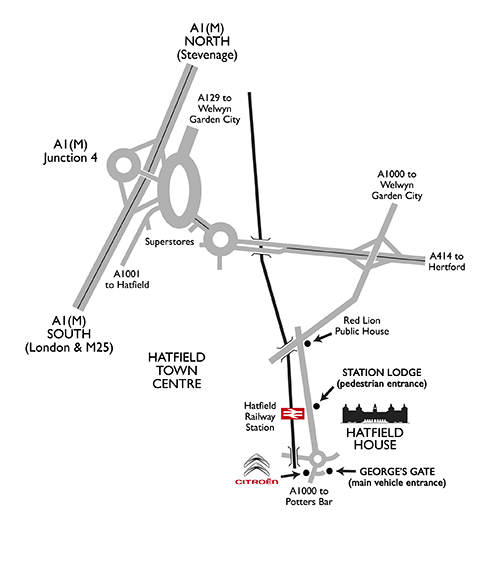 A1(M)
NORTH
(Stevenage)
A129 to
Welwyn
Garden City
A1(M)
Junction 4
A1000 to
Welwyn
Garden City
Superstores
A414 to
Hertford
A1001
to Hatfield
A1(M)
SOUTH
(London & M25)
Red Lion
Public House
HATFIELD
TOWN
CENTRE
STATION LODGE
(pedestrian entrance)
Hatfield
Railway
Station
HATFIELD
HOUSE
CITROËN
GEORGE'S GATE
(main vehicle entrance)
A1000 to
Potters Bar